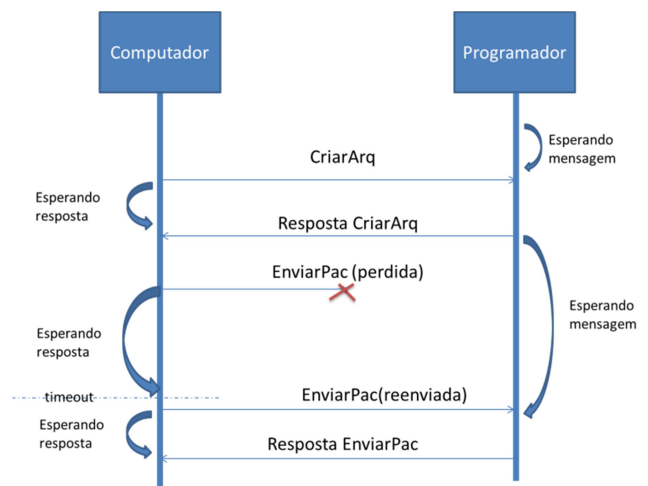 Computador
Programador
Esperando
mensagem
CriarArq
Esperando
resposta
Resposta CriarArq
EnviarPac (perdida)
Esperando
mensagem
Esperando
resposta
timeout
EnviarPac(reenviada)
Esperando
resposta
Resposta EnviarPac